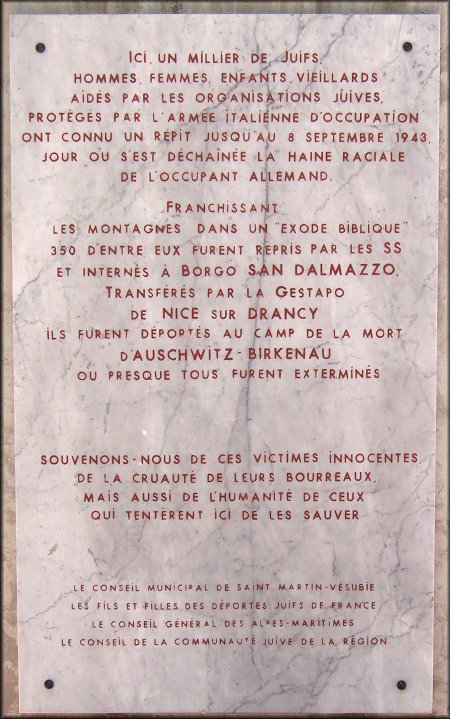 ICI, UN MILLIER DE JUIFS,
HOMMES, FEMMES, ENFANTS, VIEILLARDS
AIDÉS PAR LES ORGANISATIONS JUIVES,
PROTÉGÉS PAR L'ARMÉE ITALIENNE D'OCCUPATION
ONT CONNU UN RÉPIT JUSQU'AU 8 SEPTEMBRE 1943,
JOUR OÙ S'EST DÉCHAINÉE LA HAINE RACIALE
DE L'OCCUPANT ALLEMAND.
FRANCHISSANT
LES MONTAGNES DANS UN "EXODE BIBLIQUE"
350 D'ENTRE EUX FURENT REPRIS PAR LES SS
ET INTERNÉS À BORGO SAN DALMAZZO.
TRANSFÉRÉS PAR LA GESTAPO
DE NICE SUR DRANCY
ILS FURENT DÉPORTÉS AU CAMP DE LA MORT
D'AUSCHWITZ-BIRKENAU
OU PRESQUE TOUS FURENT EXTERMINÉS
SOUVENONS-NOUS DE CES VICTIMES INNOCENTES,
DE LA CRUAUTÉ DE LEURS BOURREAUX,
MAIS AUSSI DE L'HUMANITÉ DE CEUX
QUI TENTÈRENT ICI DE LES SAUVER
LE CONSEIL MUNICIPAL DE SAINT MARTIN-VÉSUBIE
LES FILS ET FILLES DES DÉPORTÉS JUIFS DE FRANCE
LE CONSEIL GÉNÉRAL DES ALPES-MARITIMES
LE CONSEIL DE LA COMMUNAUTÉ JUIVE DE LA RÉGION